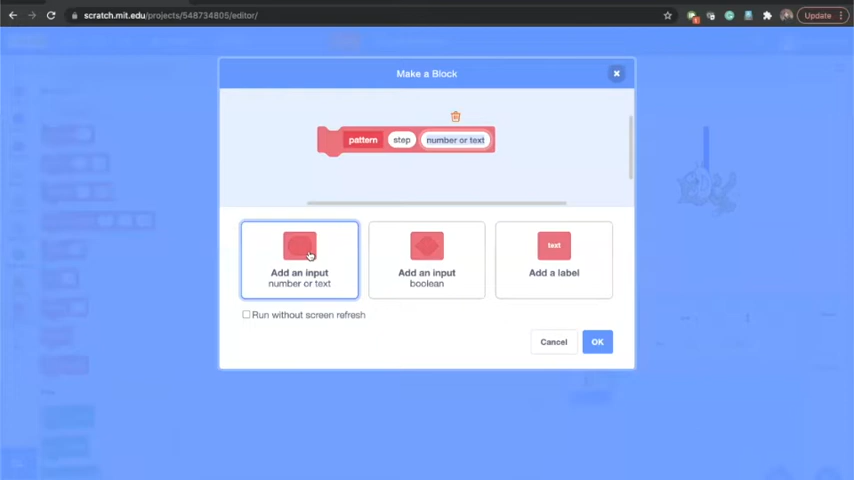 scratch.mit.edu/projects/548734805/editor/
Update
Make a Block
pattern step number or text
Add an input
number or text
Add an input
boolean
text
Add a label
Run without screen refresh
Cancel
OK